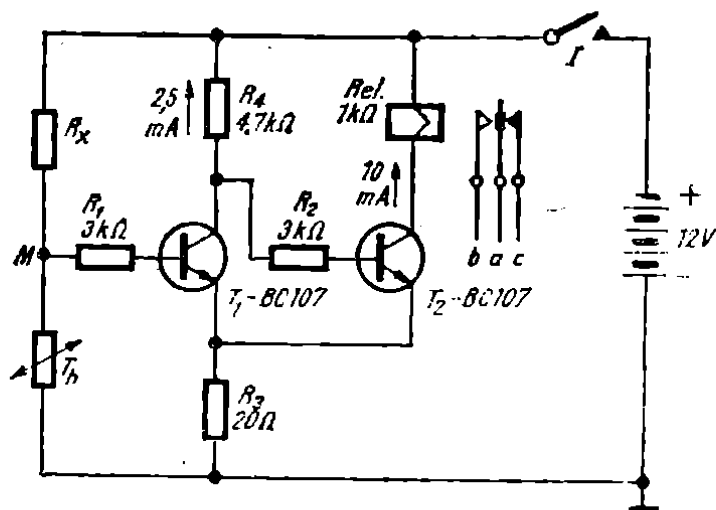 I
2,5
mA
R4
4.7kΩ
Rel.
1kΩ
Rx
10
mA
+
12V
R1
3kΩ
R2
3kΩ
M
b a c
T1-BC107
T2-BC107
Th
R3
20Ω